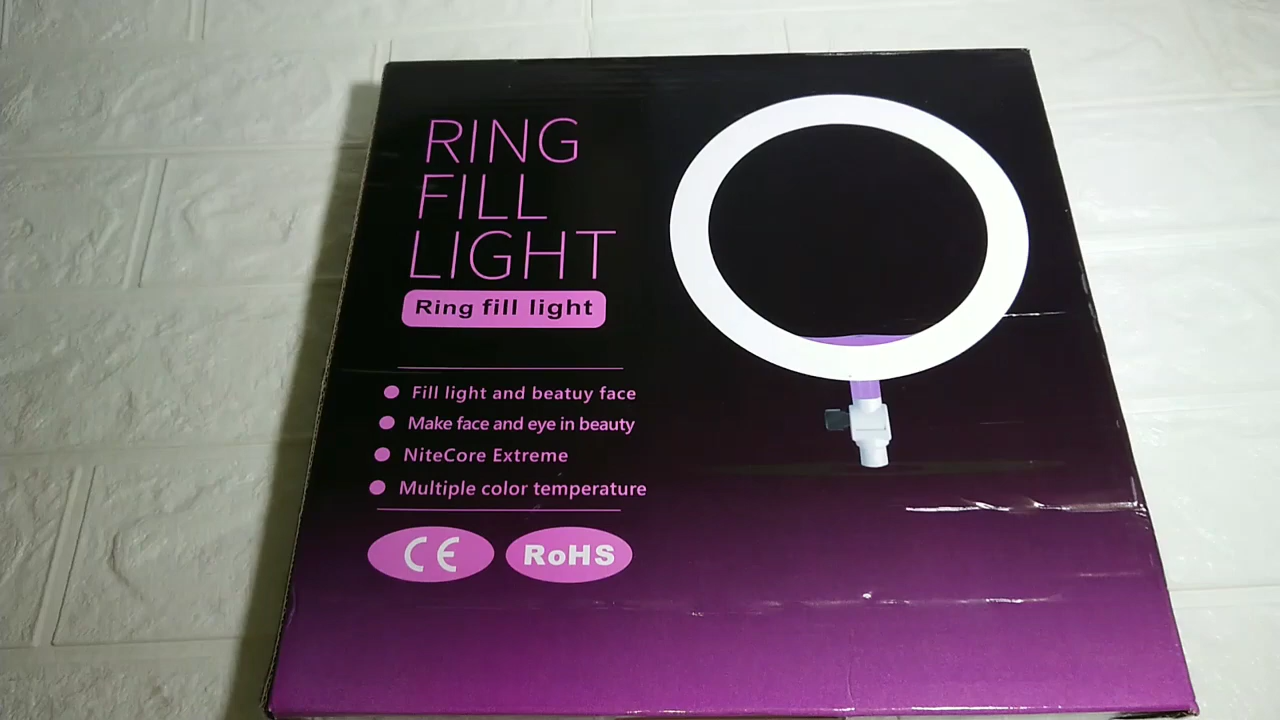 RING
FILL
LIGHT
Ring fill light
Fill light and beatuy face
Make face and eye in beauty
NiteCore Extreme
Multiple color temperature
CE RoHS